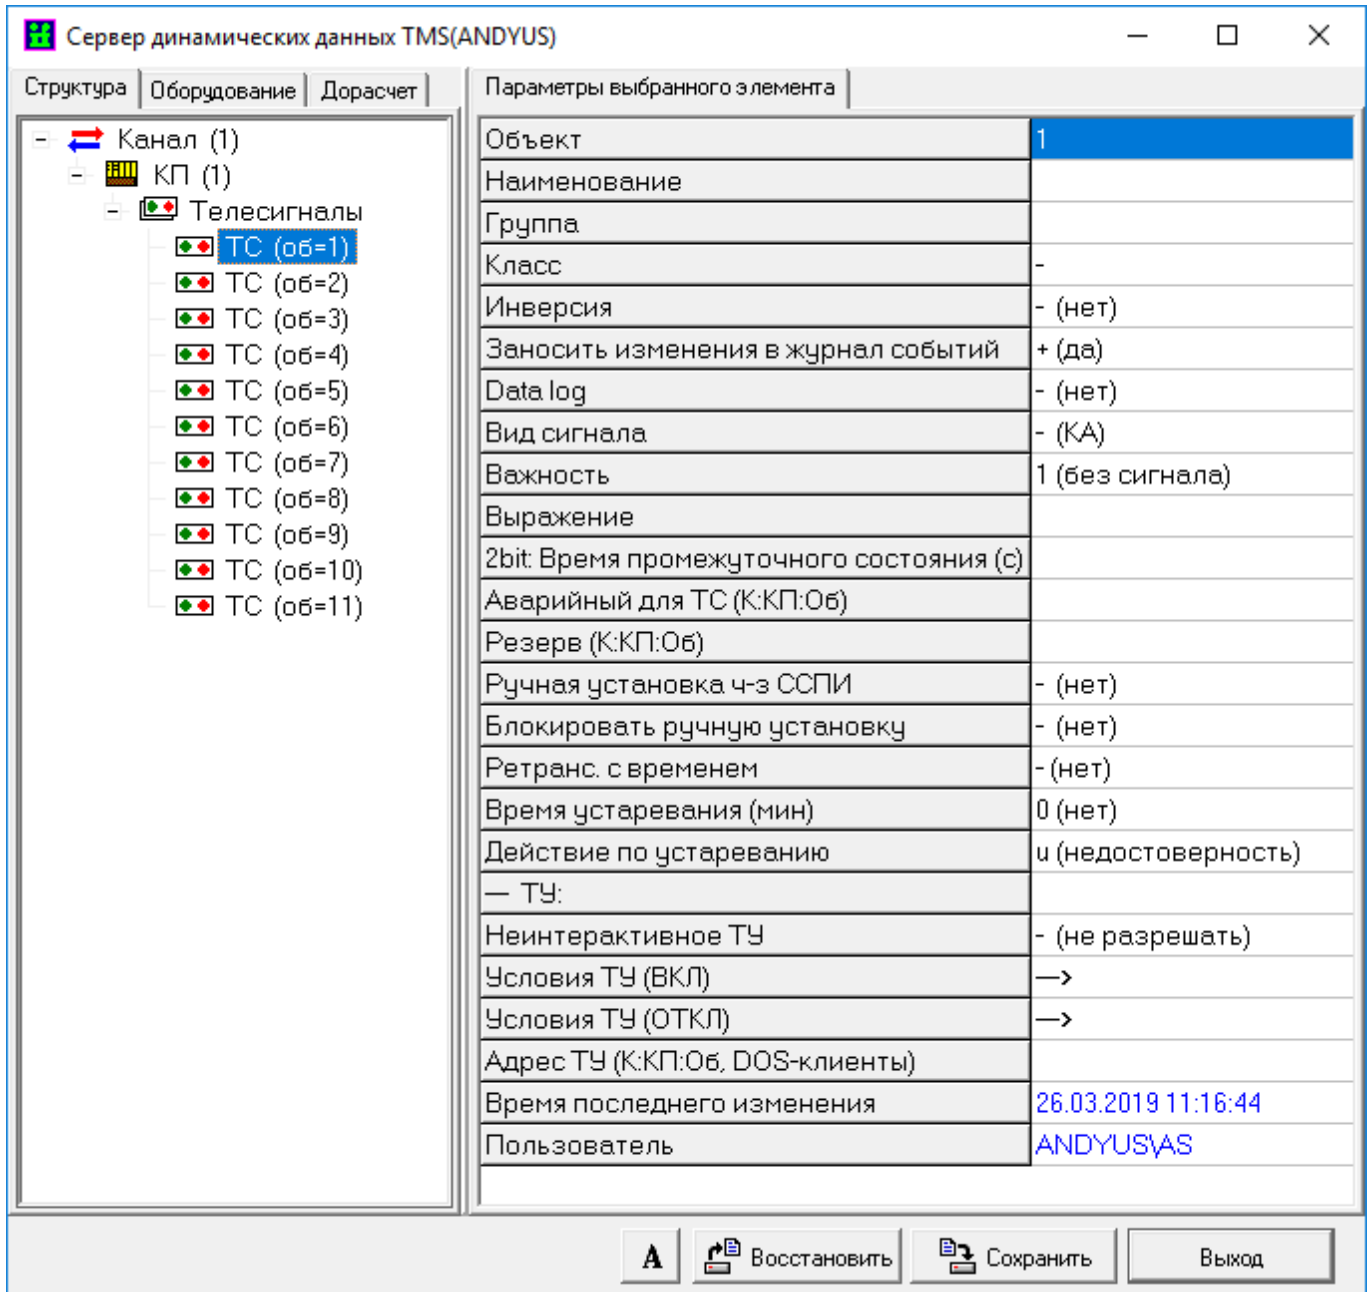 Сервер динамических данных TMS(ANDYUS)
Структура Оборудование Дорасчет
Канал (1)
КП (1)
Телесигналы
ТС (об=1)
ТС (об=2)
ТС (об=3)
ТС (об=4)
ТС (об=5)
ТС (об=6)
ТС (об=7)
ТС (об=8)
ТС (об=9)
ТС (об=10)
ТС (об=11)
Параметры выбранного элемента
Объект 1
Наименование
Группа
Класс -
Инверсия - (нет)
Заносить изменения в журнал событий + (да)
Data log - (нет)
Вид сигнала - (КА)
Важность 1 (без сигнала)
Выражение
2bit: Время промежуточного состояния (с)
Аварийный для ТС (К:КП:Об)
Резерв (К:КП:Об)
Ручная установка ч-з ССПИ - (нет)
Блокировать ручную установку - (нет)
Ретранс. с временем - (нет)
Время устаревания (мин) 0 (нет)
Действие по устареванию u (недостоверность)
— ТУ:
Неинтерактивное ТУ - (не разрешать)
Условия ТУ (ВКЛ) —>
Условия ТУ (ОТКЛ) —>
Адрес ТУ (К:КП:Об, DOS-клиенты)
Время последнего изменения 26.03.2019 11:16:44
Пользователь ANDYUS\AS
A Восстановить Сохранить Выход